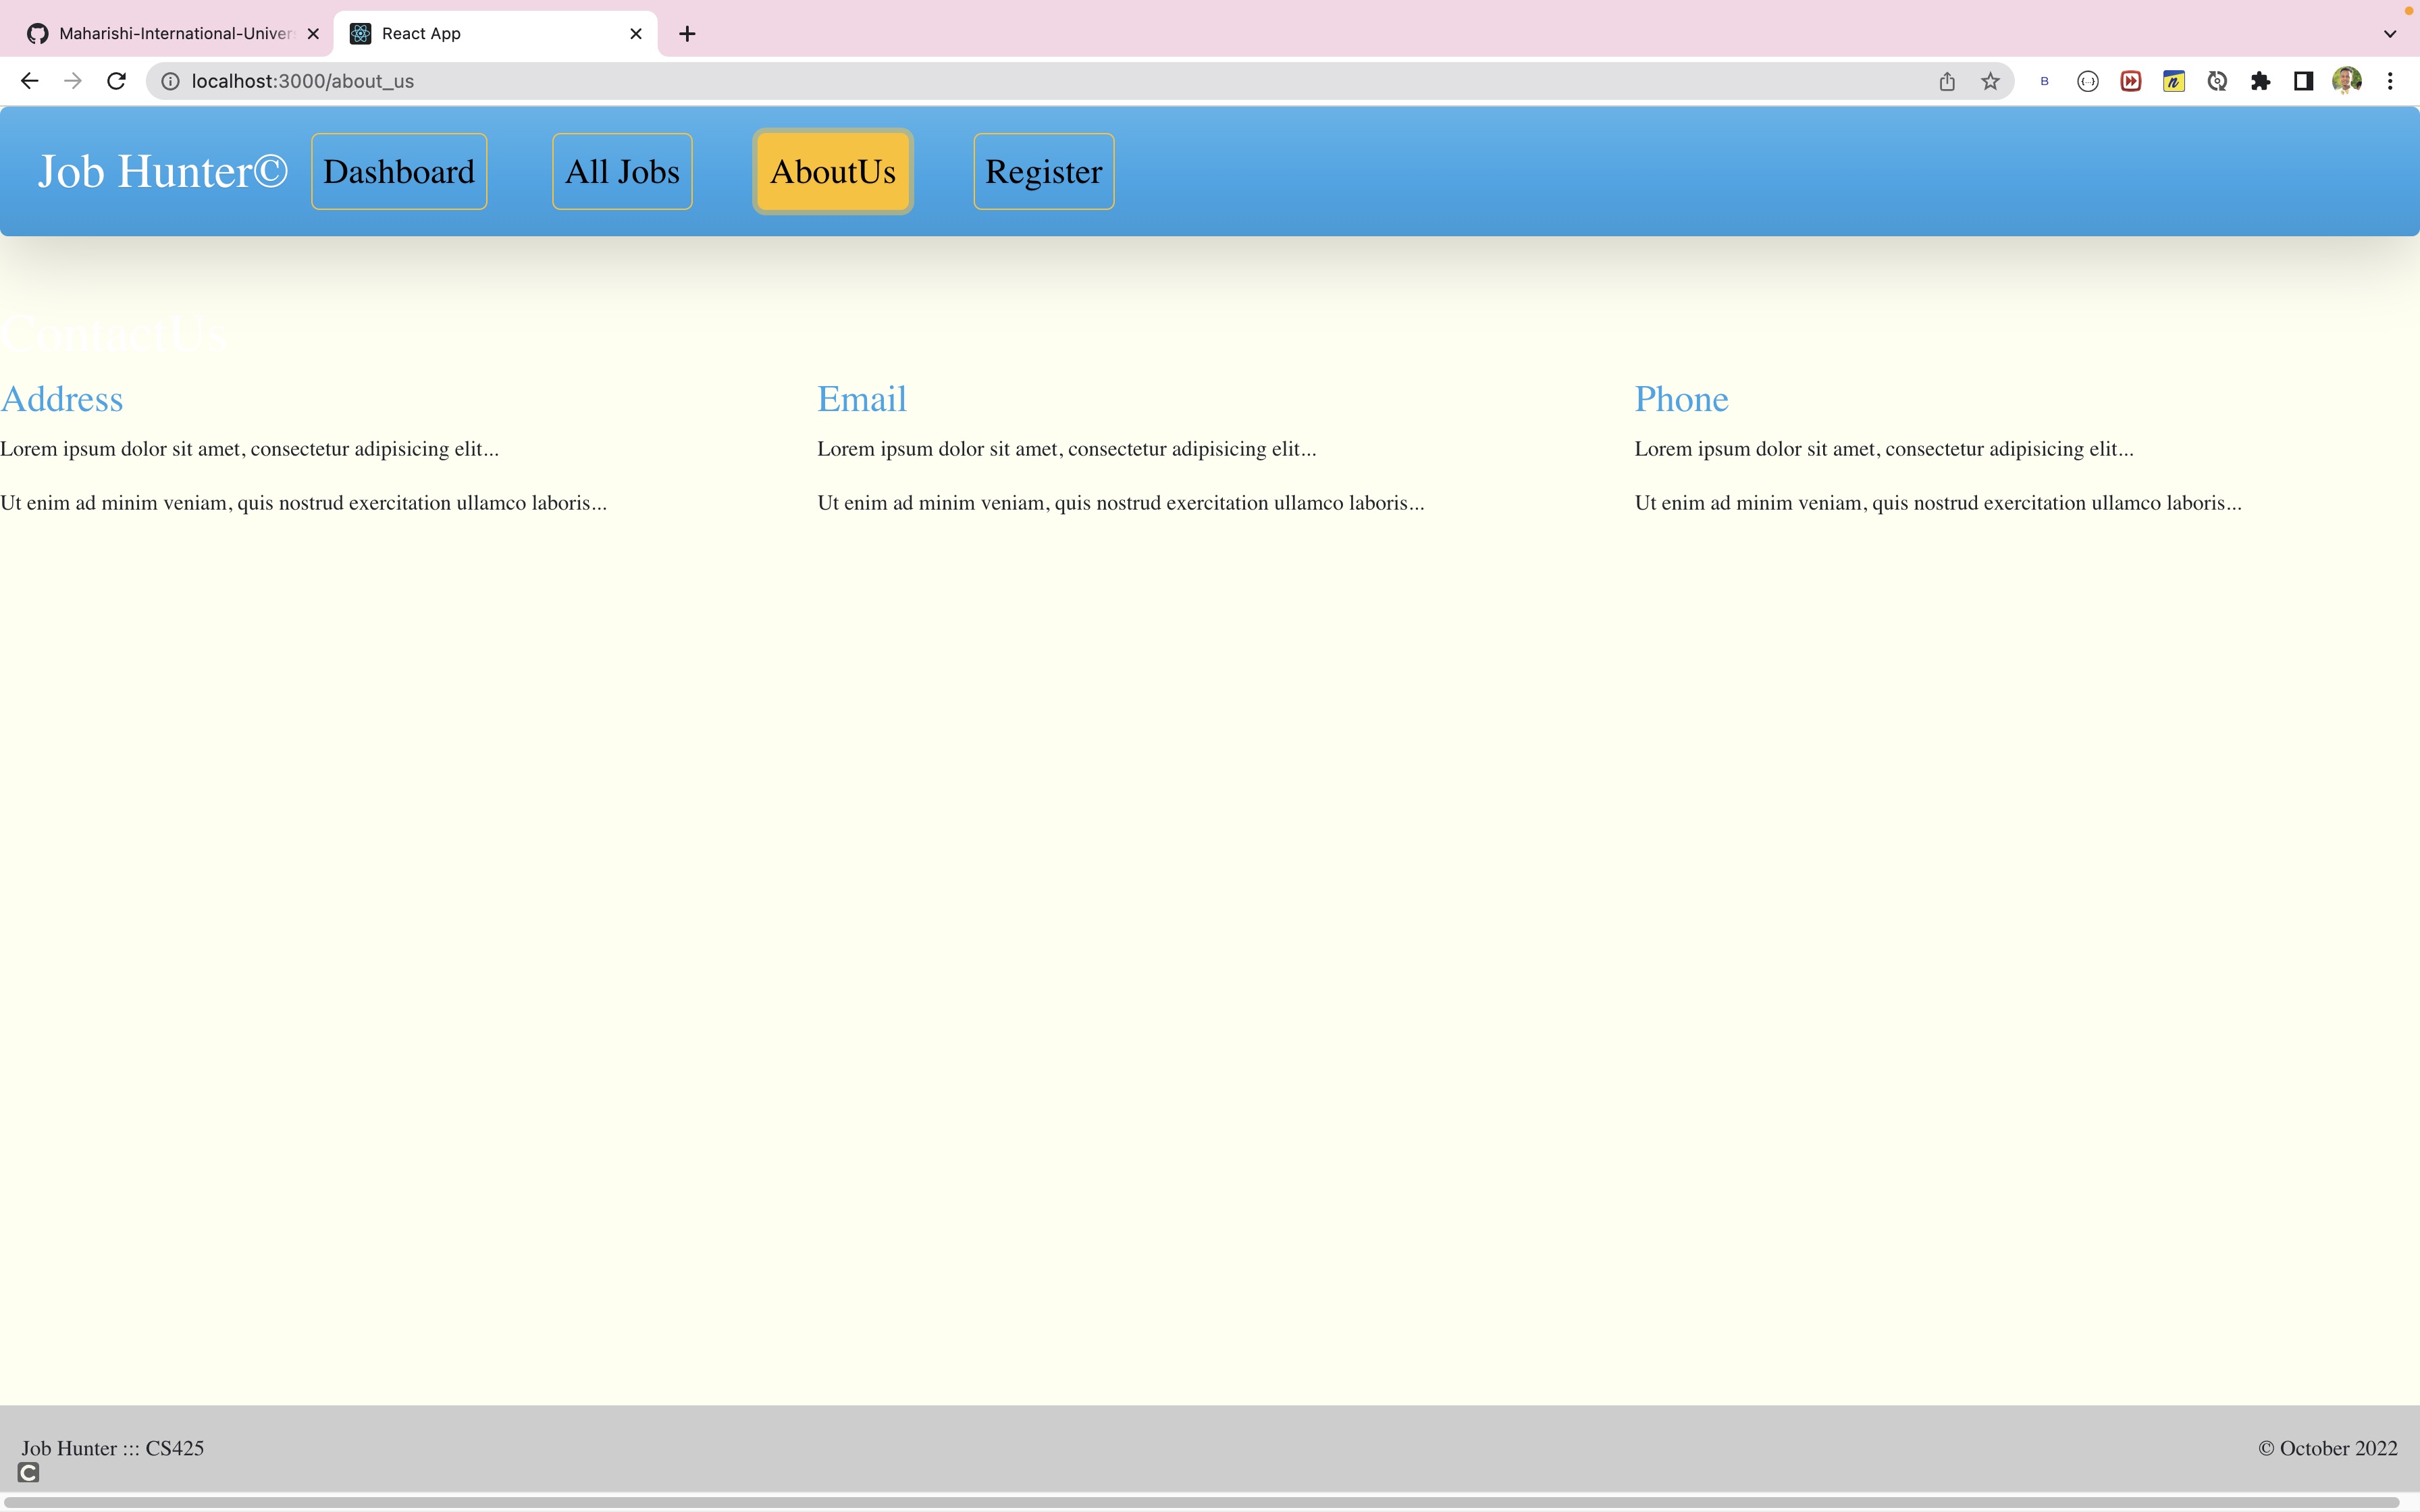 Maharishi-International-Univer
React App
localhost:3000/about_us
B
n
Job Hunter©
Dashboard
All Jobs
AboutUs
Register
ContactUs
Address
Email
Phone
Lorem ipsum dolor sit amet, consectetur adipisicing elit...
Lorem ipsum dolor sit amet, consectetur adipisicing elit...
Lorem ipsum dolor sit amet, consectetur adipisicing elit...
Ut enim ad minim veniam, quis nostrud exercitation ullamco laboris...
Ut enim ad minim veniam, quis nostrud exercitation ullamco laboris...
Ut enim ad minim veniam, quis nostrud exercitation ullamco laboris...
Job Hunter ::: CS425
© October 2022
C